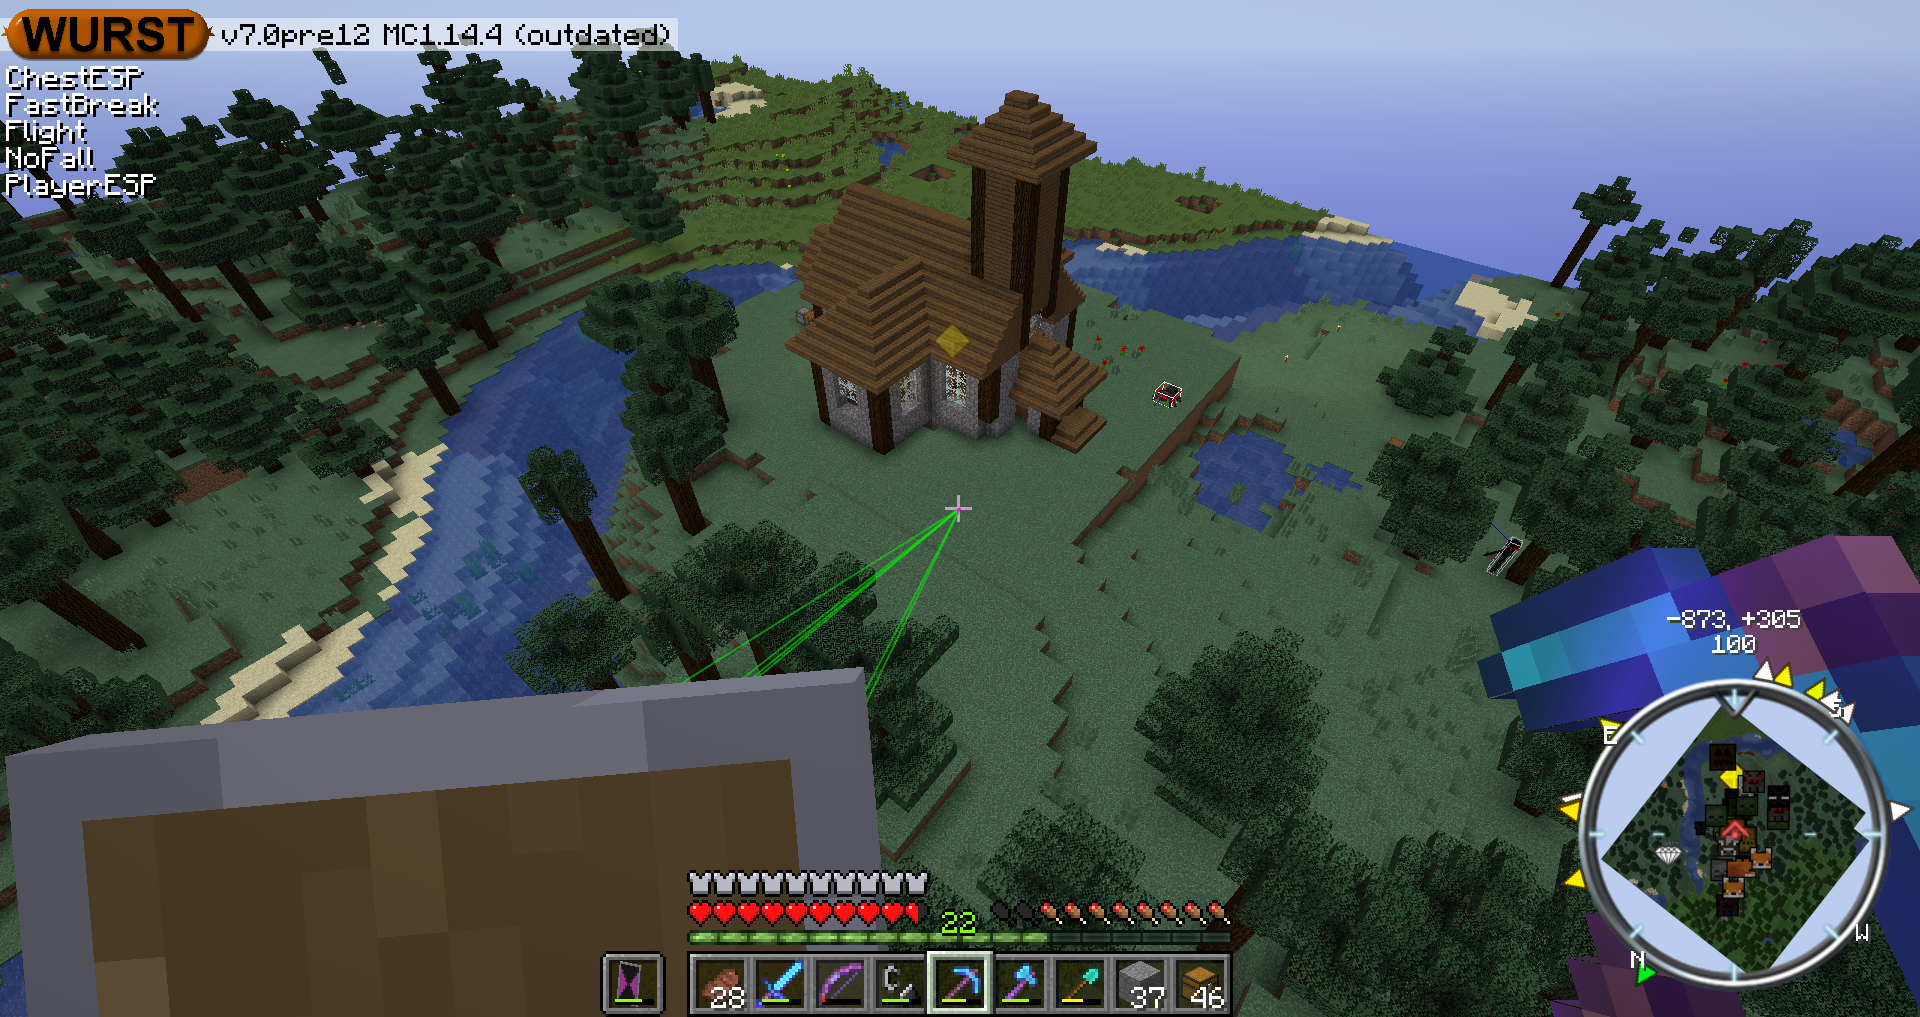 WURST v7.0pre12 MC1.14.4 (outdated)
ChestESP
FastBreak
Flight
NoFall
PlayerESP
-873, +305
100
S
E
W
N
22
28
37
46